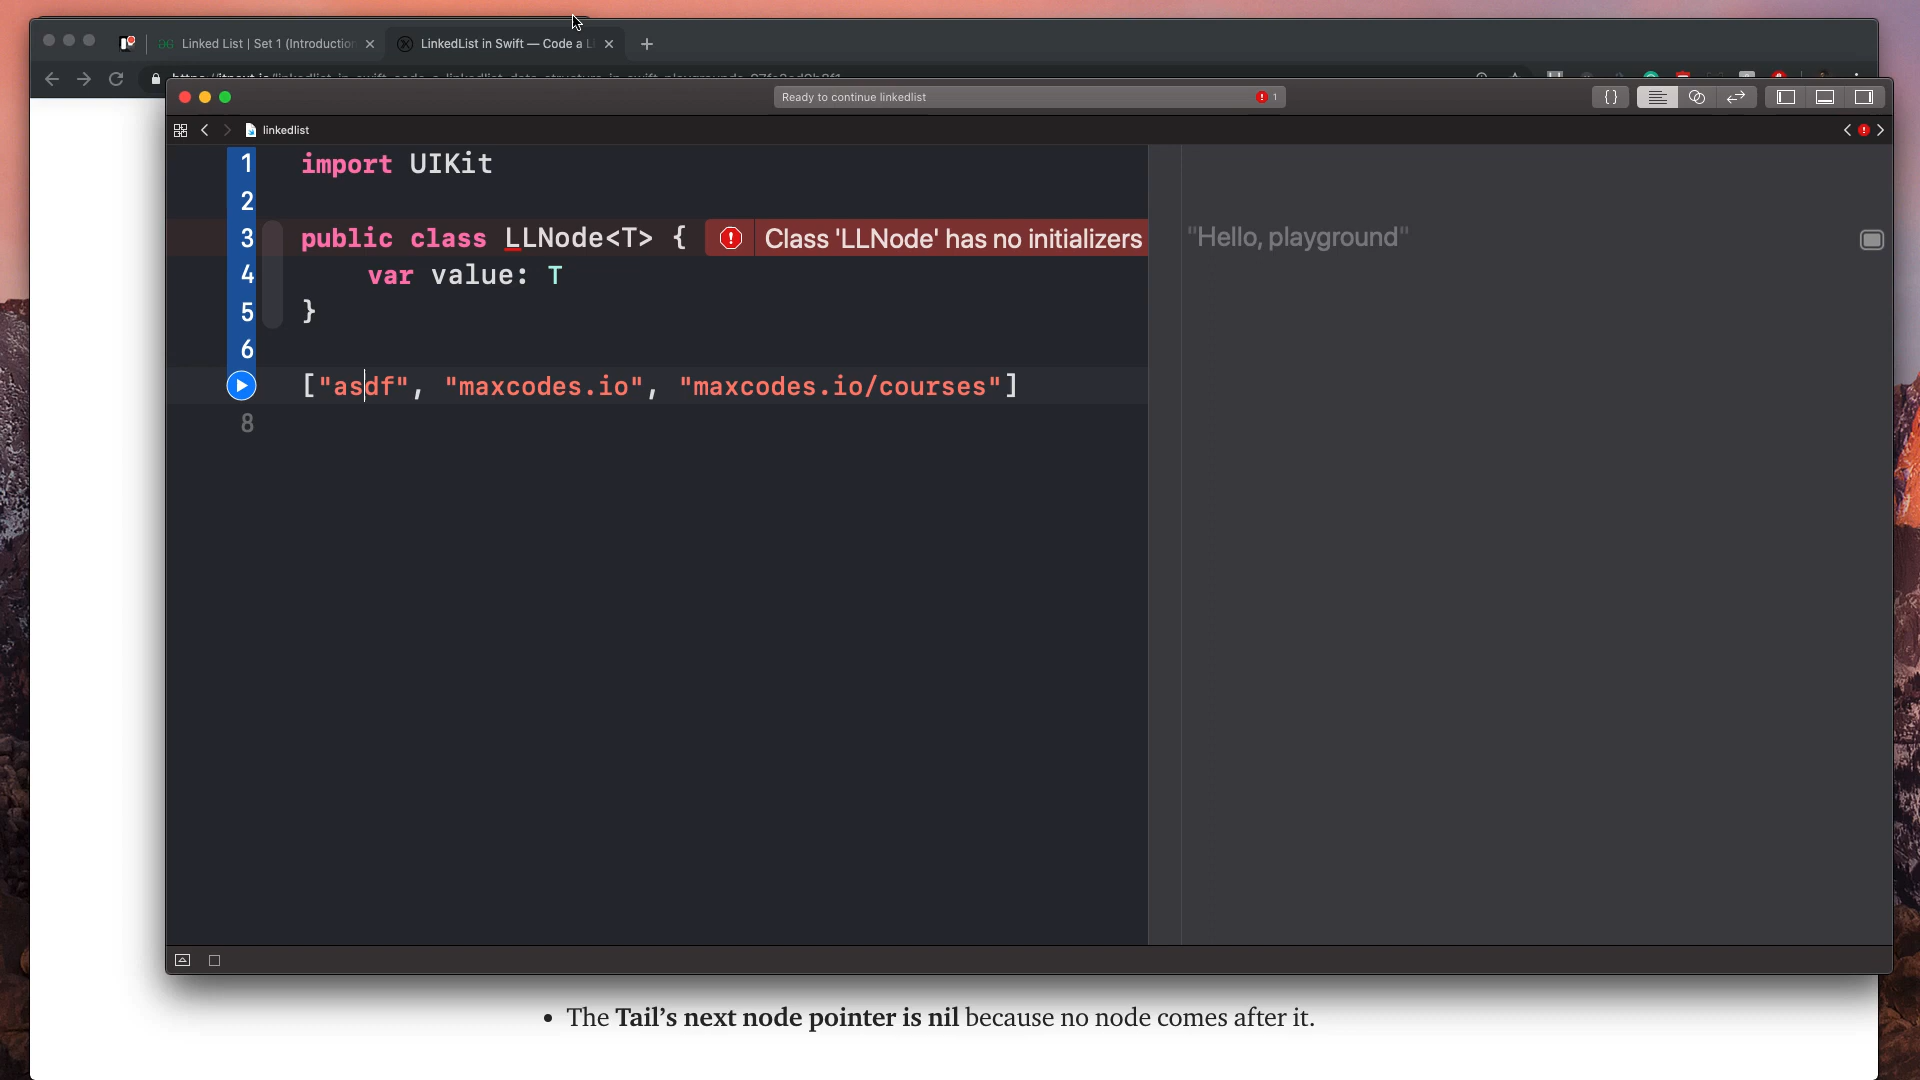 Linked List | Set 1 (Introduction
LinkedList in Swift — Code a L
Ready to continue linkedlist
1
{}
linkedlist
1 import UIKit
2
3 public class LLNode<T> { Class 'LLNode' has no initializers
"Hello, playground"
4 var value: T
5 }
6
["asdf", "maxcodes.io", "maxcodes.io/courses"]
8
• The Tail’s next node pointer is nil because no node comes after it.